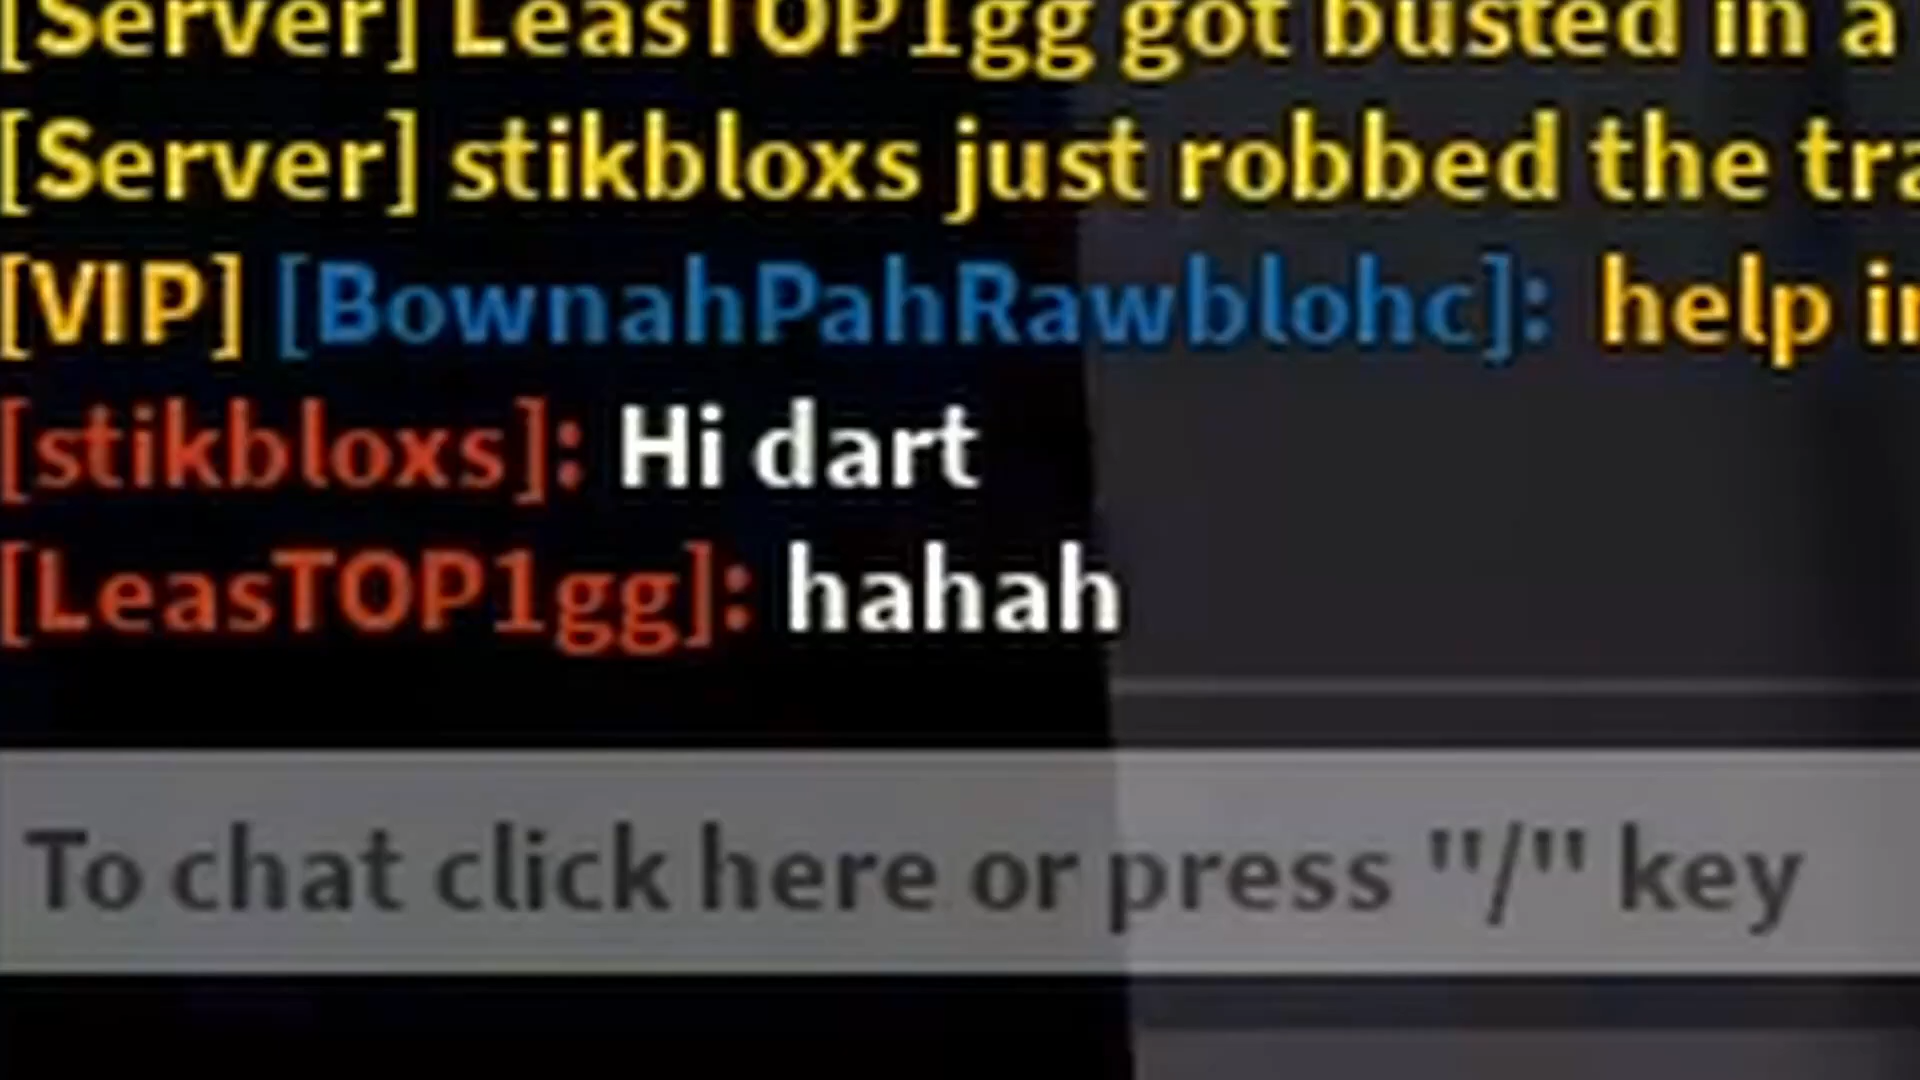 [Server] LeasTOP1gg got busted in a
[Server] stikbloxs just robbed the
[VIP] [BownahPahRawblohc]: help
[stikbloxs]: Hi dart
[LeasTOP1gg]: hahah
To chat click here or press "/" key